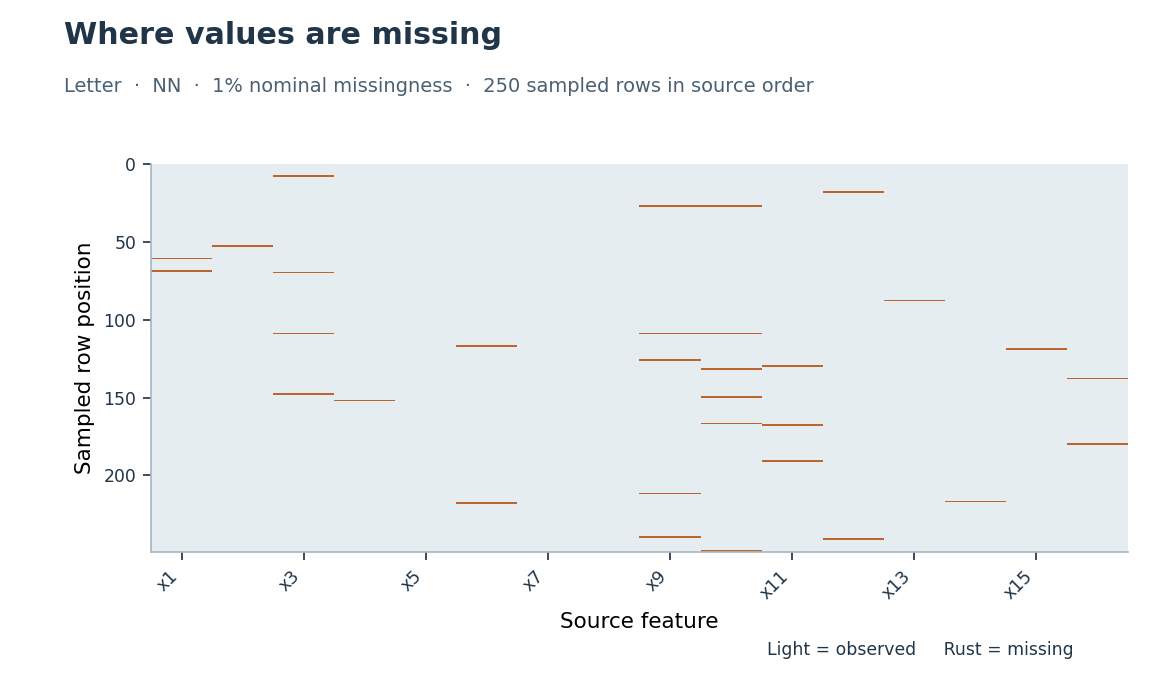 Where values are missing
Letter · NN · 1% nominal missingness · 250 sampled rows in source order
0
50
100
150
200
Sampled row position
x1
x3
x5
x7
x9
x11
x13
x15
Source feature
Light = observed Rust = missing